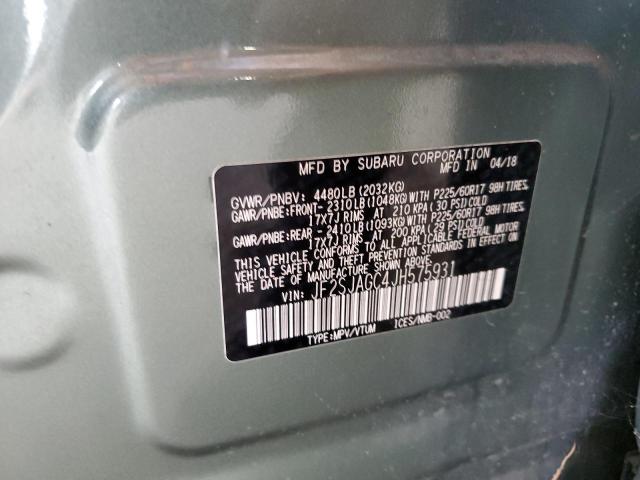 MFD BY SUBARU CORPORATION
MFD IN 04/18
GVWR/PNBV: 4480LB (2032KG)
GAWR/PNBE:FRONT- 2310LB (1048KG) WITH P225/60R17 98H TIRES,
17X7J RIMS AT 210 KPA (30 PSI) COLD
GAWR/PNBE:REAR - 2410LB (1093KG) WITH P225/60R17 98H TIRES,
17X7J RIMS AT 200 KPA (29 PSI) COLD
THIS VEHICLE CONFORMS TO ALL APPLICABLE FEDERAL MOTOR
VEHICLE SAFETY AND THEFT PREVENTION STANDARDS IN EFFECT ON
THE DATE OF MANUFACTURE SHOWN ABOVE.
VIN: JF2SJAGC4JH575931
TYPE:MPV/VTUM ICES/NMB-002